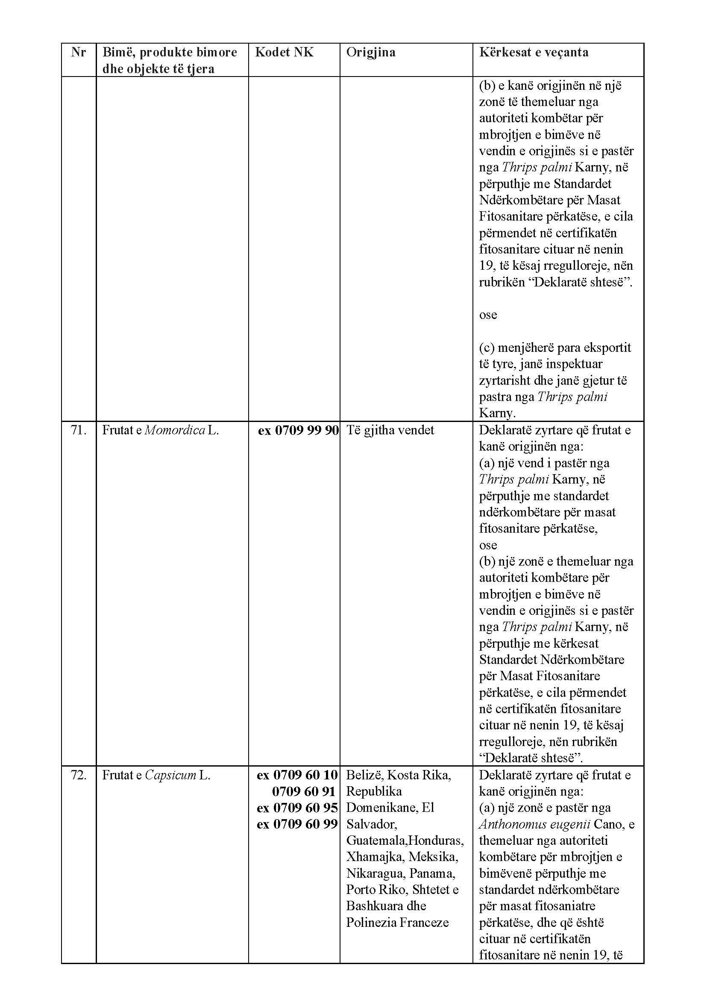 Nr
Bimë, produkte bimore
dhe objekte të tjera
Kodet NK
Origjina
Kërkesat e veçanta
(b) e kanë origjinën në një
zonë të themeluar nga
autoriteti kombëtar për
mbrojtjen e bimëve në
vendin e origjinës si e pastër
nga Thrips palmi Karny, në
përputhje me Standardet
Ndërkombëtare për Masat
Fitosanitare përkatëse, e cila
përmendet në certifikatën
fitosanitare cituar në nenin
19, të kësaj rregulloreje, nën
rubrikën “Deklaratë shtesë”.
ose
(c) menjëherë para eksportit
të tyre, janë inspektuar
zyrtarisht dhe janë gjetur të
pastra nga Thrips palmi
Karny.
71.
Frutat e Momordica L.
ex 0709 99 90
Të gjitha vendet
Deklaratë zyrtare që frutat e
kanë origjinën nga:
(a) një vend i pastër nga
Thrips palmi Karny, në
përputhje me standardet
ndërkombëtare për masat
fitosanitare përkatëse,
ose
(b) një zonë e themeluar nga
autoriteti kombëtare për
mbrojtjen e bimëve në
vendin e origjinës si e pastër
nga Thrips palmi Karny, në
përputhje me kërkesat
Standardet Ndërkombëtare
për Masat Fitosanitare
përkatëse, e cila përmendet
në certifikatën fitosanitare
cituar në nenin 19, të kësaj
rregulloreje, nën rubrikën
“Deklaratë shtesë”.
72.
Frutat e Capsicum L.
ex 0709 60 10
0709 60 91
ex 0709 60 95
ex 0709 60 99
Belizë, Kosta Rika,
Republika
Domenikane, El
Salvador,
Guatemala,Honduras,
Xhamajka, Meksika,
Nikaragua, Panama,
Porto Riko, Shtetet e
Bashkuara dhe
Polinezia Franceze
Deklaratë zyrtare që frutat e
kanë origjinën nga:
(a) një zonë e pastër nga
Anthonomus eugenii Cano, e
themeluar nga autoriteti
kombëtare për mbrojtjen e
bimëvenë përputhje me
standardet ndërkombëtare
për masat fitosaniatre
përkatëse, dhe që është
cituar në certifikatën
fitosanitare në nenin 19, të